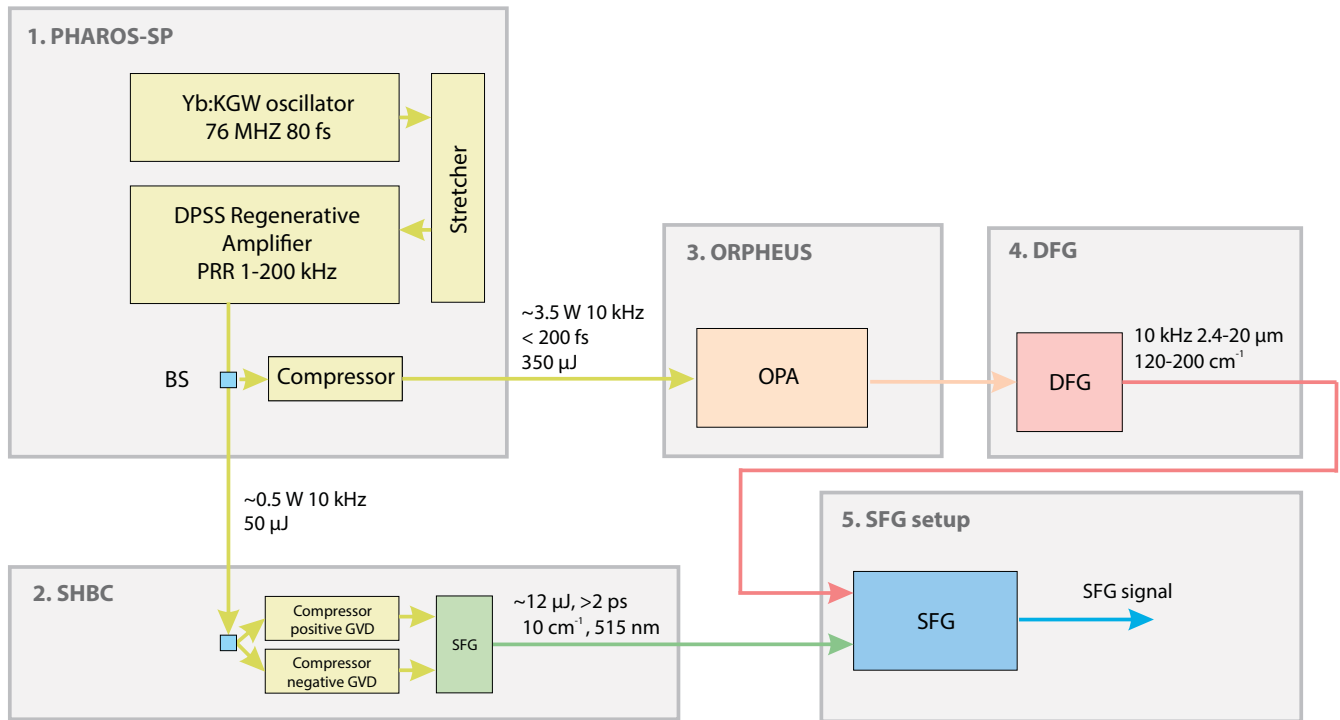 1. PHAROS-SP
Yb:KGW oscillator
76 MHZ 80 fs
Stretcher
DPSS Regenerative
Amplifier
PRR 1-200 kHz
BS
Compressor
~3.5 W 10 kHz
< 200 fs
350 µJ
3. ORPHEUS
OPA
4. DFG
DFG
10 kHz 2.4-20 µm
120-200 cm⁻¹
~0.5 W 10 kHz
50 µJ
2. SHBC
Compressor
positive GVD
Compressor
negative GVD
SFG
~12 µJ, >2 ps
10 cm⁻¹, 515 nm
5. SFG setup
SFG
SFG signal